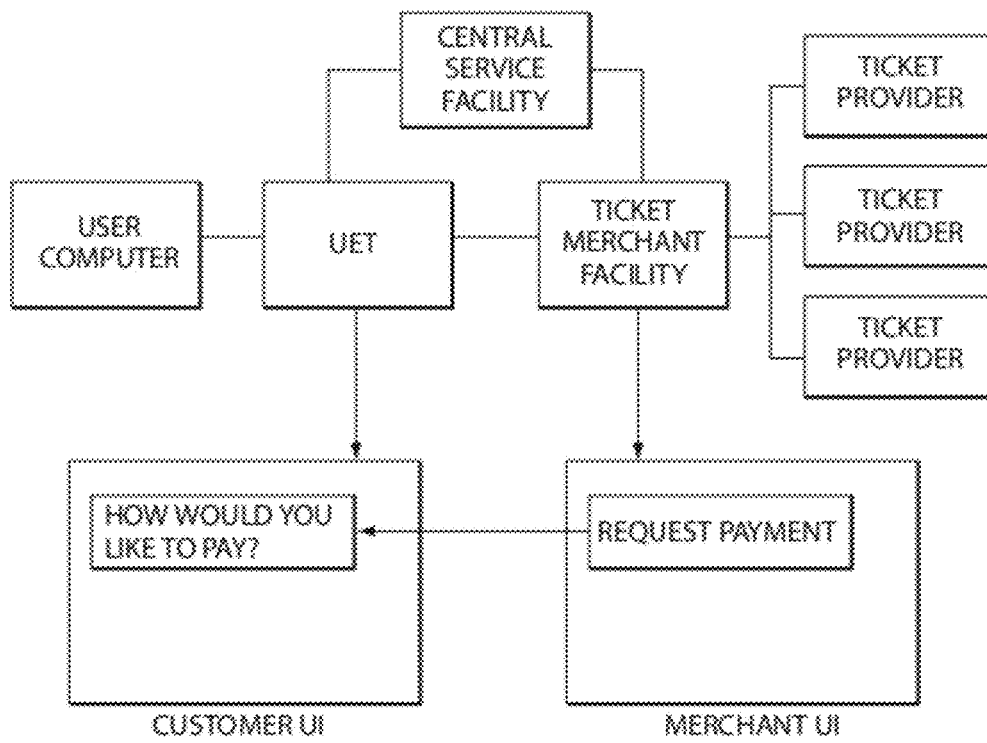 CENTRAL
SERVICE
FACILITY
TICKET
PROVIDER
USER
COMPUTER
UET
TICKET
MERCHANT
FACILITY
TICKET
PROVIDER
TICKET
PROVIDER
HOW WOULD YOU
LIKE TO PAY?
REQUEST PAYMENT
CUSTOMER UI
MERCHANT UI